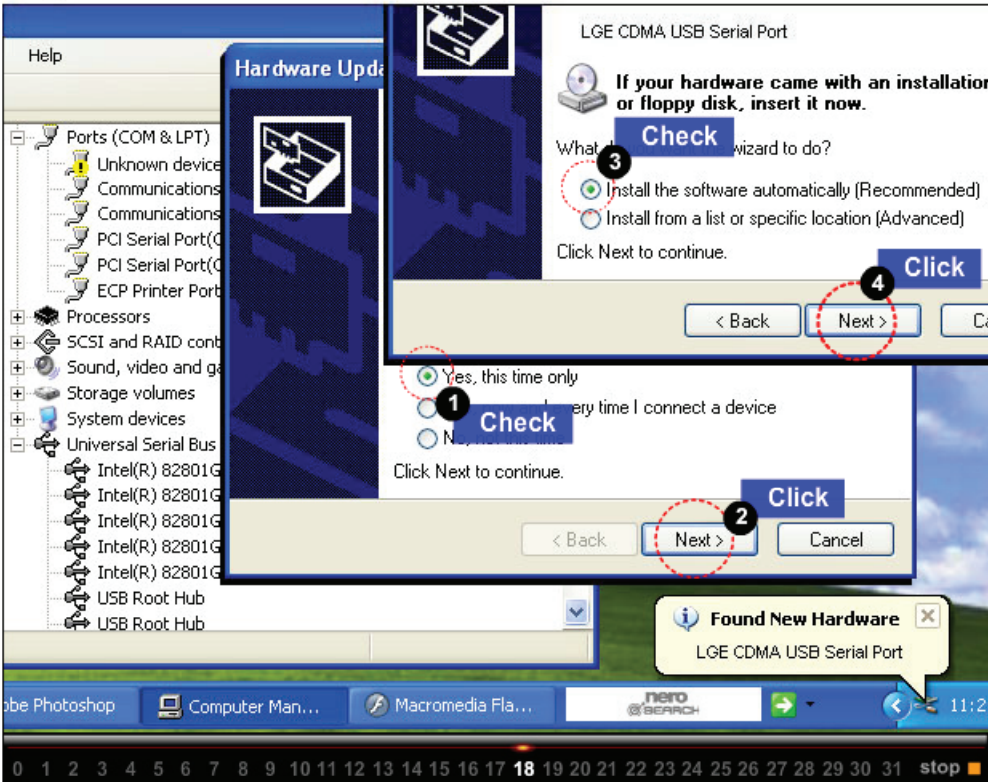 Help
Ports (COM & LPT)
Unknown device
Communications
Communications
PCI Serial Port(C
PCI Serial Port(C
ECP Printer Port
Processors
SCSI and RAID cont
Sound, video and ga
Storage volumes
System devices
Universal Serial Bus
Intel(R) 82801G
Intel(R) 82801G
Intel(R) 82801G
Intel(R) 82801G
Intel(R) 82801G
USB Root Hub
USB Root Hub
Hardware Upda
LGE CDMA USB Serial Port
If your hardware came with an installation
or floppy disk, insert it now.
Check
What wizard to do?
3
Install the software automatically (Recommended)
Install from a list or specific location (Advanced)
Click Next to continue.
4 Click
< Back Next > Ca
Yes, this time only
1 every time I connect a device
Check
Click Next to continue.
2 Click
< Back Next > Cancel
Found New Hardware
LGE CDMA USB Serial Port
obe Photoshop Computer Man... Macromedia Fla... nero SEARCH 11:2
0 1 2 3 4 5 6 7 8 9 10 11 12 13 14 15 16 17 18 19 20 21 22 23 24 25 26 27 28 29 30 31 stop